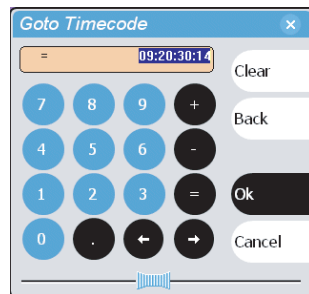 Goto Timecode
= 09:20:30:14
Clear
7 8 9 +
Back
4 5 6 -
1 2 3 =
Ok
0 . ← →
Cancel